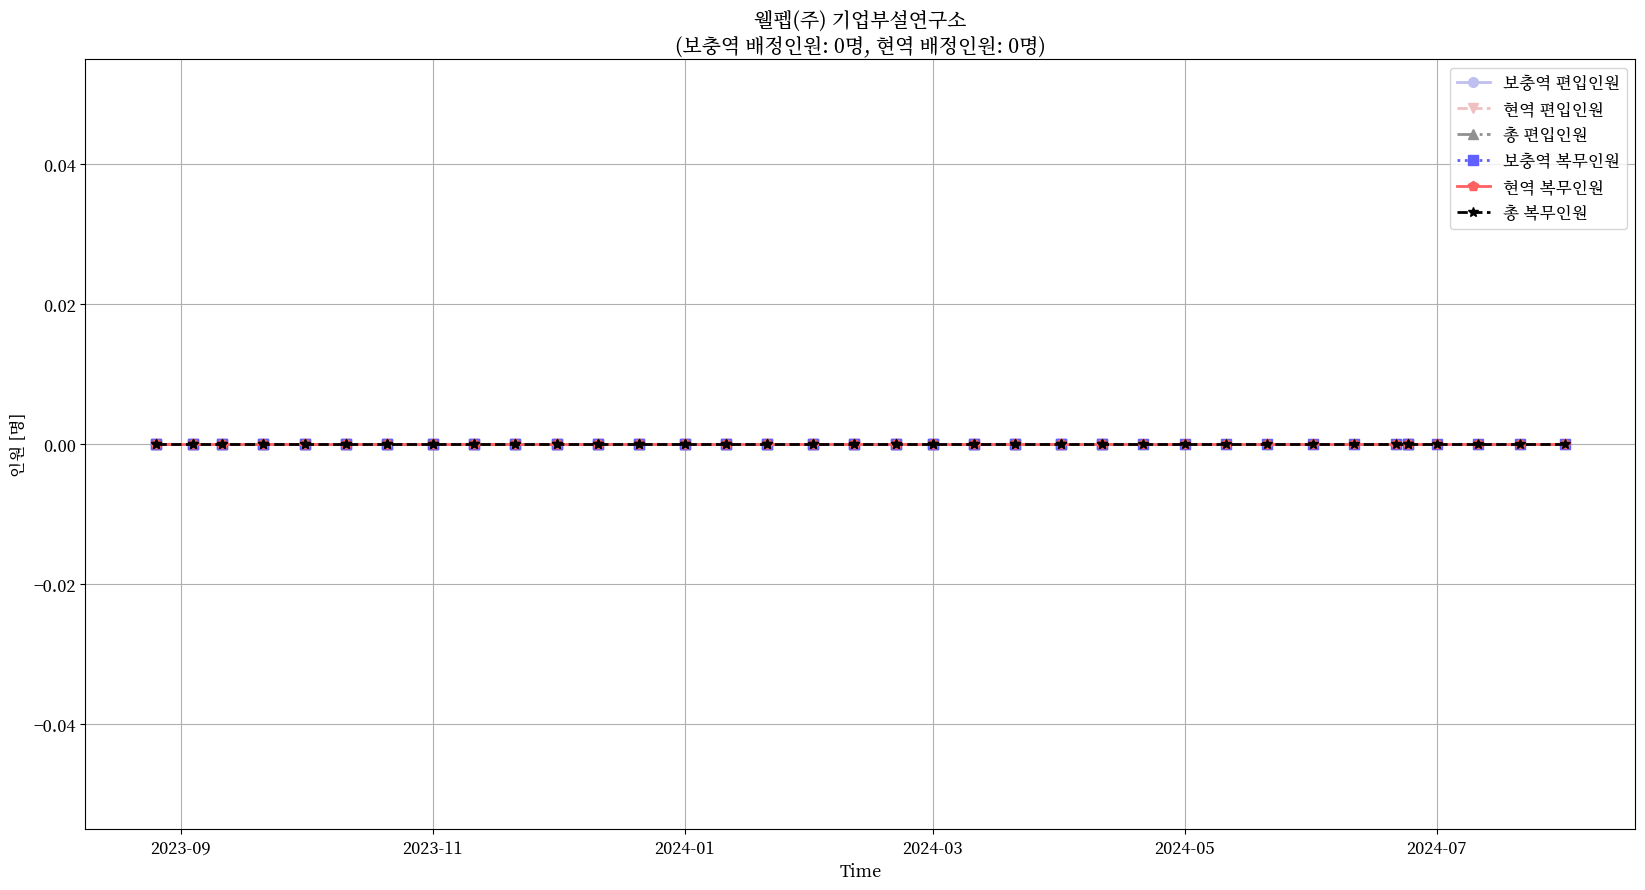 웰펩(주) 기업부설연구소
(보충역 배정인원: 0명, 현역 배정인원: 0명)
보충역 편입인원
현역 편입인원
총 편입인원
보충역 복무인원
현역 복무인원
총 복무인원
인원 [명]
0.04
0.02
0.00
−0.02
−0.04
2023-09
2023-11
2024-01
2024-03
2024-05
2024-07
Time